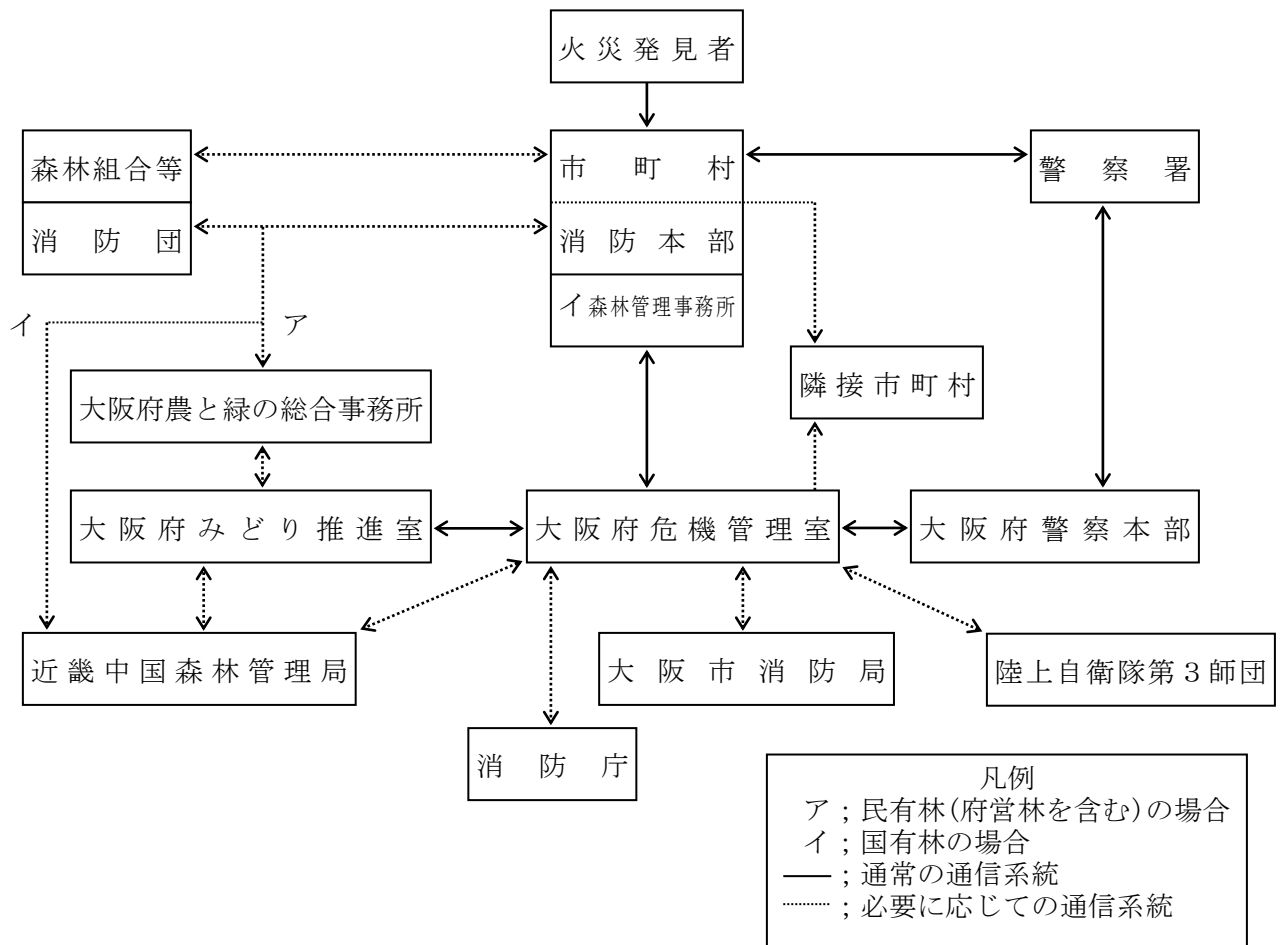 火災発見者
森林組合等
市町村
警察署
消防団
消防本部
イ森林管理事務所
イ
ア
隣接市町村
大阪府農と緑の総合事務所
大阪府みどり推進室
大阪府危機管理室
大阪府警察本部
近畿中国森林管理局
大阪市消防局
陸上自衛隊第３師団
消防庁
凡例
ア；民有林(府営林を含む)の場合
イ；国有林の場合
；通常の通信系統
；必要に応じての通信系統